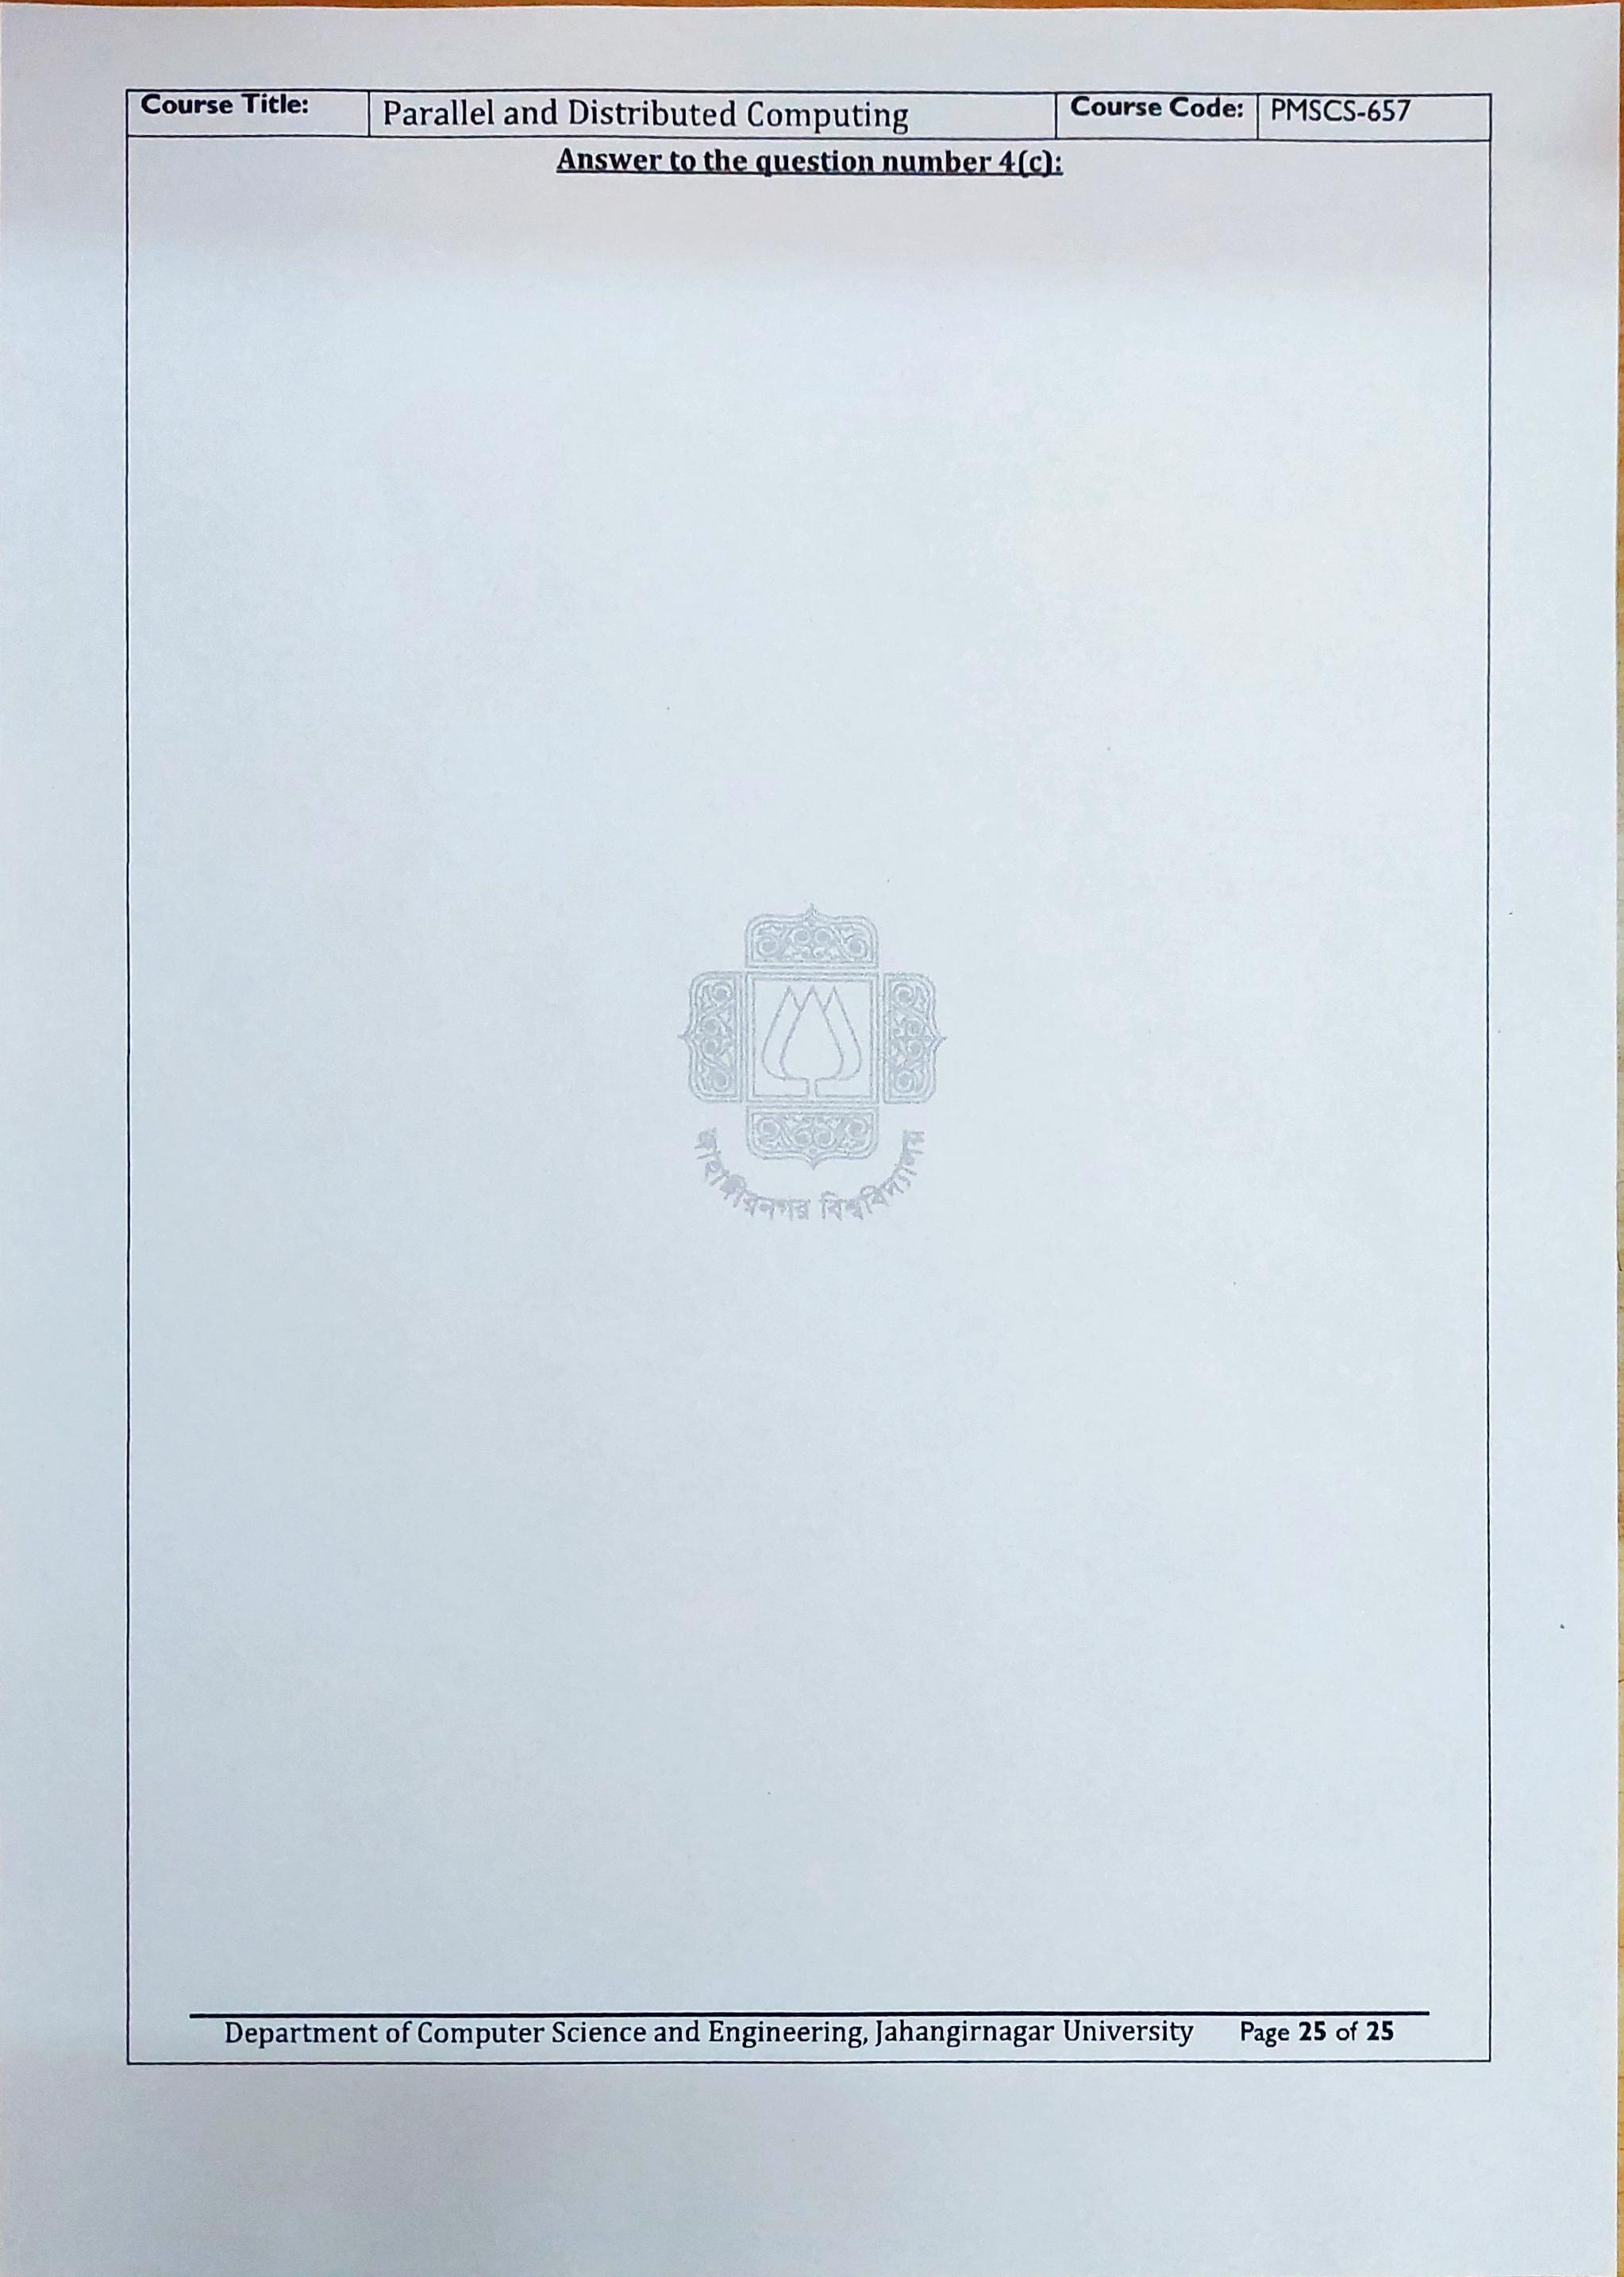 Course Title: Parallel and Distributed Computing Course Code: PMSCS-657
Answer to the question number 4(c):
জাহাঙ্গীরনগর বিশ্ববিদ্যালয়
Department of Computer Science and Engineering, Jahangirnagar University Page 25 of 25